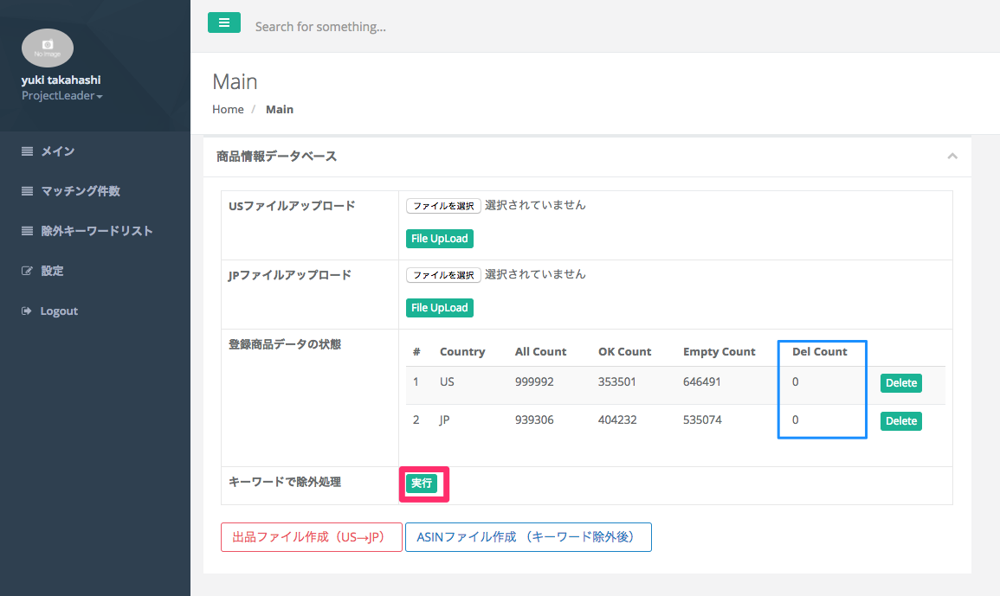 No Image
yuki takahashi
ProjectLeader
メイン
マッチング件数
除外キーワードリスト
設定
Logout
Search for something...
Main
Home / Main
商品情報データベース
USファイルアップロード
ファイルを選択 選択されていません
File UpLoad
JPファイルアップロード
ファイルを選択 選択されていません
File UpLoad
登録商品データの状態
# Country All Count OK Count Empty Count Del Count
1 US 999992 353501 646491 0 Delete
2 JP 939306 404232 535074 0 Delete
キーワードで除外処理 実行
出品ファイル作成（US→JP） ASINファイル作成 （キーワード除外後）